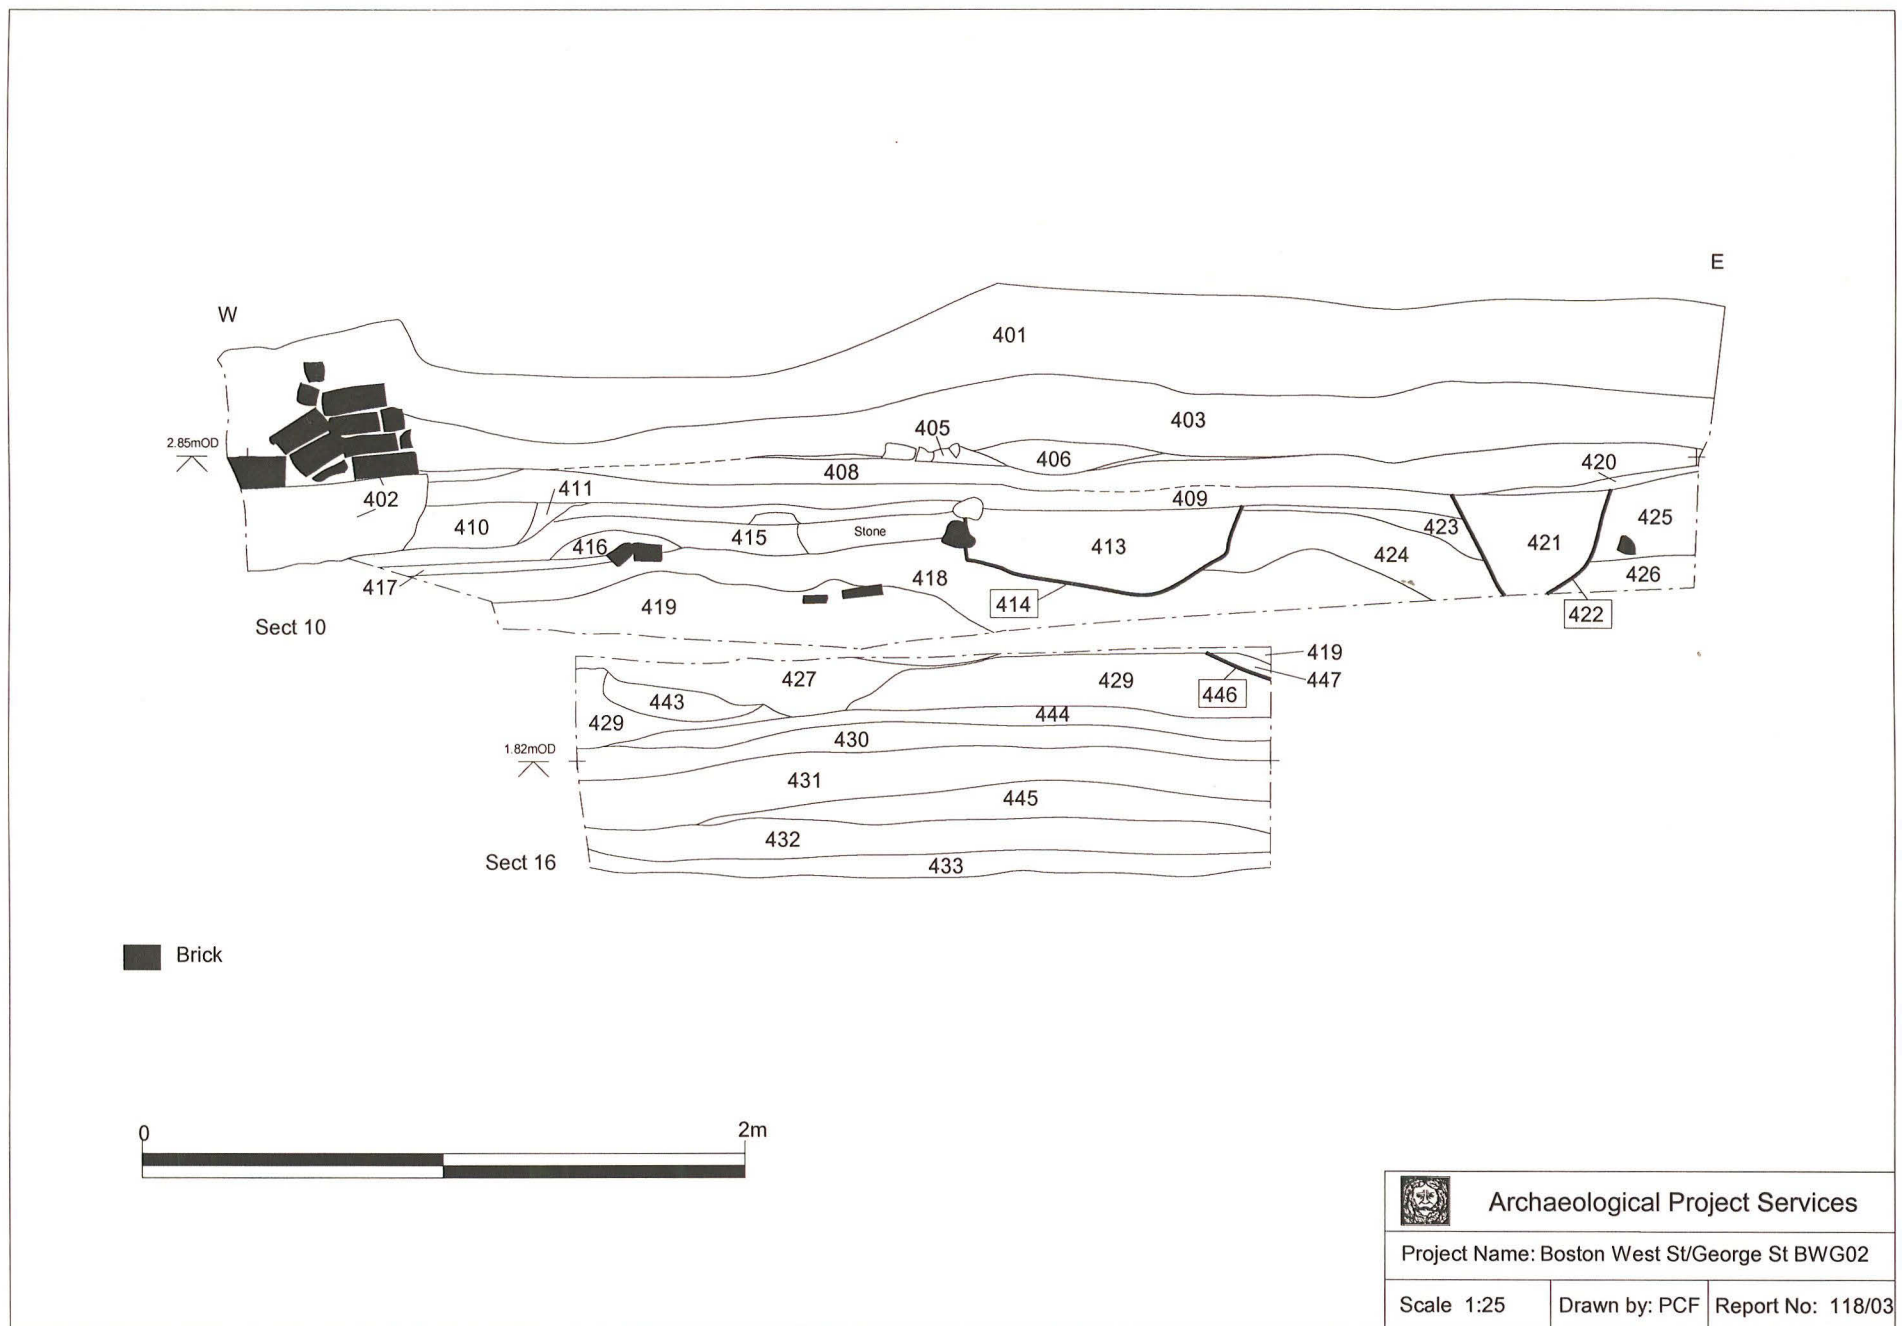 E
W
401
403
405
2.85mOD
406
408
420
402
411
409
410
415
Stone
413
423
421
425
416
424
417
418
426
419
414
422
Sect 10
419
427
429
447
443
446
429
444
1.82mOD
430
431
445
432
Sect 16
433
Brick
0
2m
Archaeological Project Services
Project Name: Boston West St/George St BWG02
Scale 1:25
Drawn by: PCF
Report No: 118/03